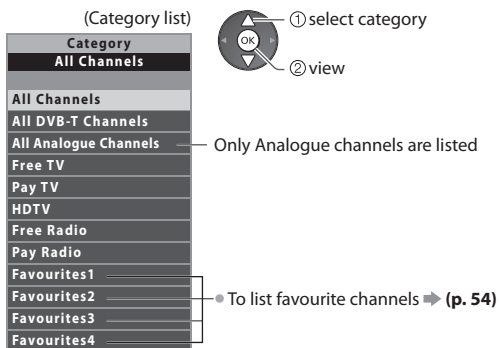 (Category list)
① select category
OK
② view
Category
All Channels
All Channels
All DVB-T Channels
All Analogue Channels
Only Analogue channels are listed
Free TV
Pay TV
HDTV
Free Radio
Pay Radio
Favourites1
Favourites2
● To list favourite channels ➡ (p. 54)
Favourites3
Favourites4